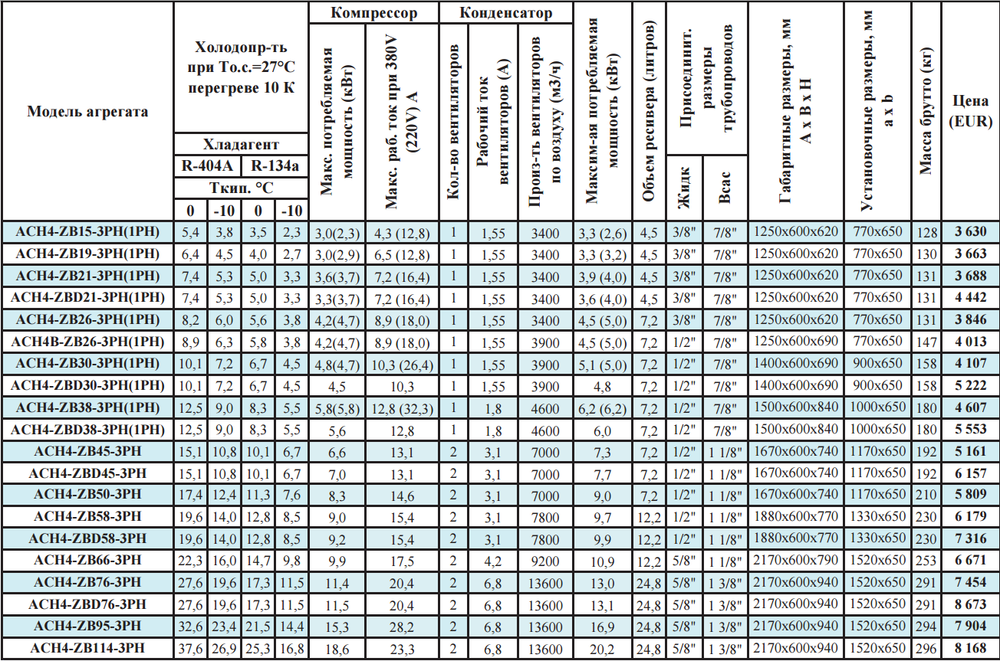 Модель агрегата
Холодопр-ть
при То.с.=27°С
перегреве 10 К
Хладагент
R-404A R-134a
Ткип. °С
0 -10 0 -10
Компрессор
Макс. потребляемая
мощность (кВт)
Макс. раб. ток при 380V
(220V) А
Конденсатор
Кол-во вентиляторов
Рабочий ток
вентиляторов (А)
Произ-ть вентиляторов
по воздуху (м3/ч)
Максим-ая потребляемая
мощность (кВт)
Объем ресивера (литров)
Присоединит.
размеры
трубопроводов
Жидк
Всас
Габаритные размеры, мм
А х В х Н
Установочные размеры, мм
а х b
Масса брутто (кг)
Цена
(EUR)
ACH4-ZB15-3PH(1PH) 5,4 3,8 3,5 2,3 3,0(2,3) 4,3 (12,8) 1 1,55 3400 3,3 (2,6) 4,5 3/8" 7/8" 1250x600x620 770x650 128 3 630
ACH4-ZB19-3PH(1PH) 6,4 4,5 4,0 2,7 3,0(2,9) 6,5 (12,8) 1 1,55 3400 3,3 (3,2) 4,5 3/8" 7/8" 1250x600x620 770x650 130 3 663
ACH4-ZB21-3PH(1PH) 7,4 5,3 5,0 3,3 3,6(3,7) 7,2 (16,4) 1 1,55 3400 3,9 (4,0) 4,5 3/8" 7/8" 1250x600x620 770x650 131 3 688
ACH4-ZBD21-3PH(1PH) 7,4 5,3 5,0 3,3 3,3(3,7) 7,2 (16,4) 1 1,55 3400 3,6 (4,0) 4,5 3/8" 7/8" 1250x600x620 770x650 131 4 442
ACH4-ZB26-3PH(1PH) 8,2 6,0 5,6 3,8 4,2(4,7) 8,9 (18,0) 1 1,55 3400 4,5 (5,0) 7,2 3/8" 7/8" 1250x600x620 770x650 131 3 846
ACH4B-ZB26-3PH(1PH) 8,9 6,3 5,8 3,8 4,2(4,7) 8,9 (18,0) 1 1,55 3900 4,5 (5,0) 7,2 1/2" 7/8" 1250x600x690 770x650 147 4 013
ACH4-ZB30-3PH(1PH) 10,1 7,2 6,7 4,5 4,8(4,7) 10,3 (26,4) 1 1,55 3900 5,1 (5,0) 7,2 1/2" 7/8" 1400x600x690 900x650 158 4 107
ACH4-ZBD30-3PH(1PH) 10,1 7,2 6,7 4,5 4,5 10,3 1 1,55 3900 4,8 7,2 1/2" 7/8" 1400x600x690 900x650 158 5 222
ACH4-ZB38-3PH(1PH) 12,5 9,0 8,3 5,5 5,8(5,8) 12,8 (32,3) 1 1,8 4600 6,2 (6,2) 7,2 1/2" 7/8" 1500x600x840 1000x650 180 4 607
ACH4-ZBD38-3PH(1PH) 12,5 9,0 8,3 5,5 5,6 12,8 1 1,8 4600 6,0 7,2 1/2" 7/8" 1500x600x840 1000x650 180 5 553
ACH4-ZB45-3PH 15,1 10,8 10,1 6,7 6,6 13,1 2 3,1 7000 7,3 7,2 1/2" 1 1/8" 1670x600x740 1170x650 192 5 161
ACH4-ZBD45-3PH 15,1 10,8 10,1 6,7 7,0 13,1 2 3,1 7000 7,7 7,2 1/2" 1 1/8" 1670x600x740 1170x650 192 6 157
ACH4-ZB50-3PH 17,4 12,4 11,3 7,6 8,3 14,6 2 3,1 7000 9,0 7,2 1/2" 1 1/8" 1670x600x740 1170x650 210 5 809
ACH4-ZB58-3PH 19,6 14,0 12,8 8,5 9,0 15,4 2 3,1 7800 9,7 12,2 1/2" 1 1/8" 1880x600x770 1330x650 230 6 179
ACH4-ZBD58-3PH 19,6 14,0 12,8 8,5 9,2 15,4 2 3,1 7800 9,9 12,2 1/2" 1 1/8" 1880x600x770 1330x650 230 7 316
ACH4-ZB66-3PH 22,3 16,0 14,7 9,8 9,9 17,5 2 4,2 9200 10,9 12,2 5/8" 1 1/8" 2170x600x790 1520x650 253 6 671
ACH4-ZB76-3PH 27,6 19,6 17,3 11,5 11,4 20,4 2 6,8 13600 13,0 24,8 5/8" 1 3/8" 2170x600x940 1520x650 291 7 454
ACH4-ZBD76-3PH 27,6 19,6 17,3 11,5 11,5 20,4 2 6,8 13600 13,1 24,8 5/8" 1 3/8" 2170x600x940 1520x650 291 8 673
ACH4-ZB95-3PH 32,6 23,4 21,5 14,4 15,3 28,2 2 6,8 13600 16,9 24,8 5/8" 1 3/8" 2170x600x940 1520x650 294 7 904
ACH4-ZB114-3PH 37,6 26,9 25,3 16,8 18,6 23,3 2 6,8 13600 20,2 24,8 5/8" 1 3/8" 2170x600x940 1520x650 296 8 168